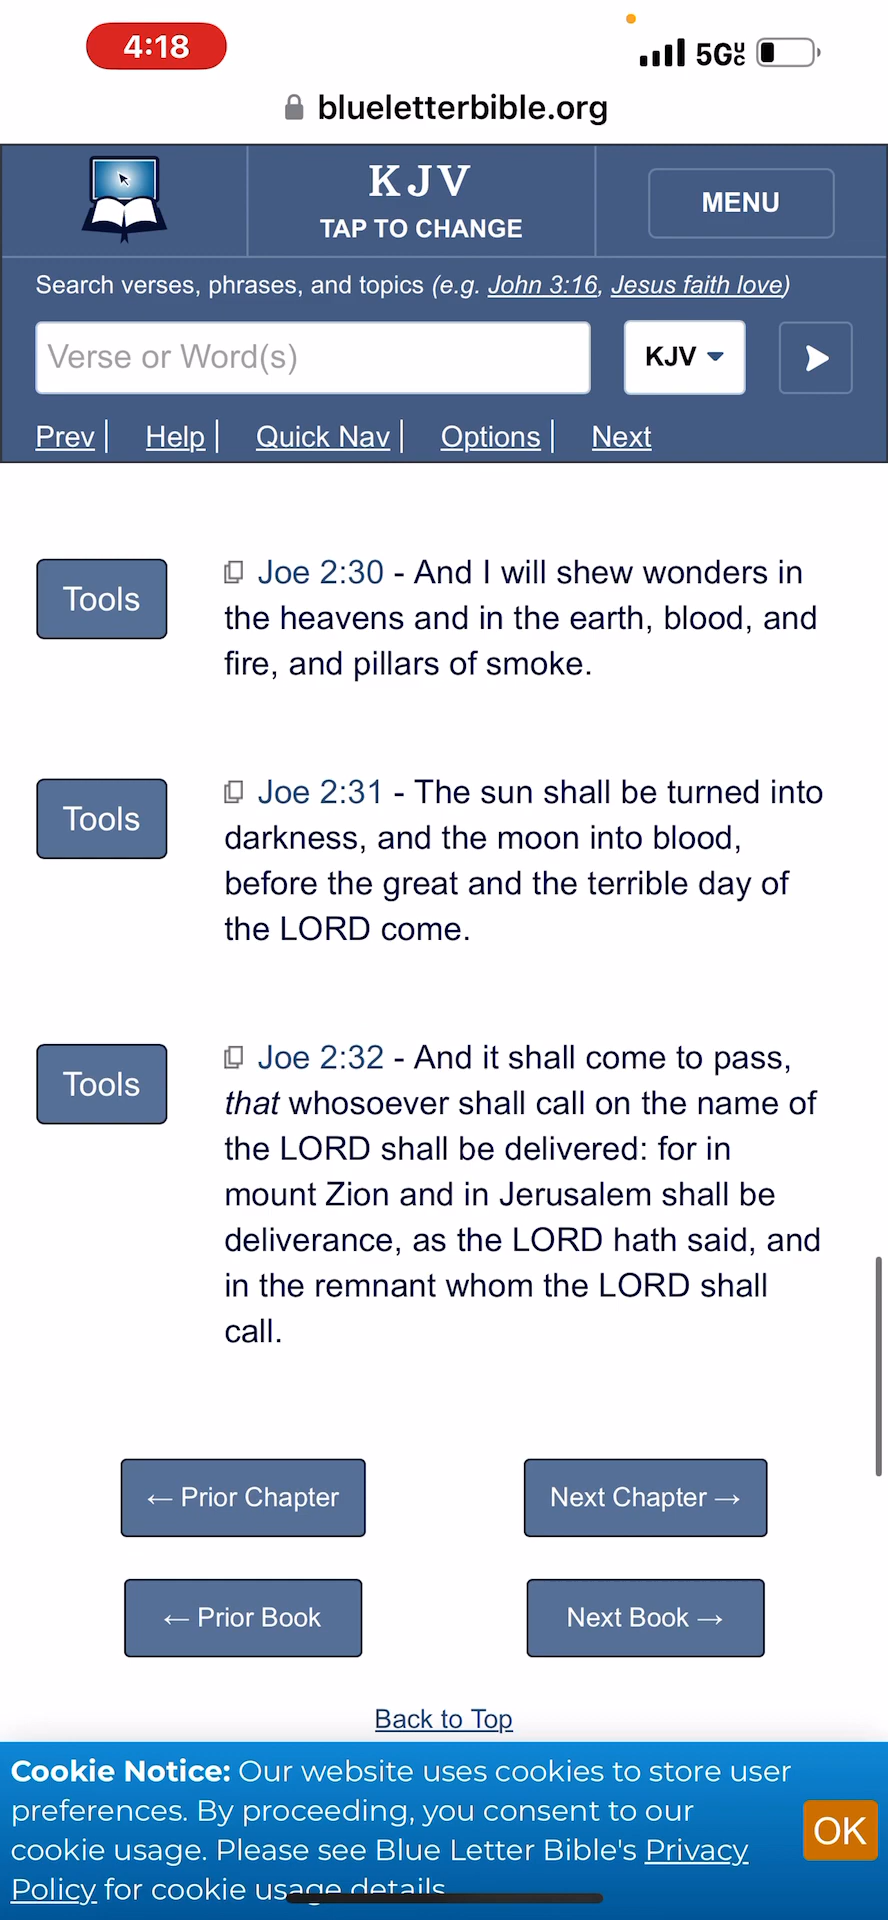 4:18
5G UC
blueletterbible.org
KJV
TAP TO CHANGE
MENU
Search verses, phrases, and topics (e.g. John 3:16, Jesus faith love)
Verse or Word(s)
KJV
Prev | Help | Quick Nav | Options | Next
Tools
Joe 2:30 - And I will shew wonders in
the heavens and in the earth, blood, and
fire, and pillars of smoke.
Tools
Joe 2:31 - The sun shall be turned into
darkness, and the moon into blood,
before the great and the terrible day of
the LORD come.
Tools
Joe 2:32 - And it shall come to pass,
that whosoever shall call on the name of
the LORD shall be delivered: for in
mount Zion and in Jerusalem shall be
deliverance, as the LORD hath said, and
in the remnant whom the LORD shall
call.
← Prior Chapter
Next Chapter →
← Prior Book
Next Book →
Back to Top
Cookie Notice: Our website uses cookies to store user
preferences. By proceeding, you consent to our
cookie usage. Please see Blue Letter Bible's Privacy
Policy for cookie usage details
OK